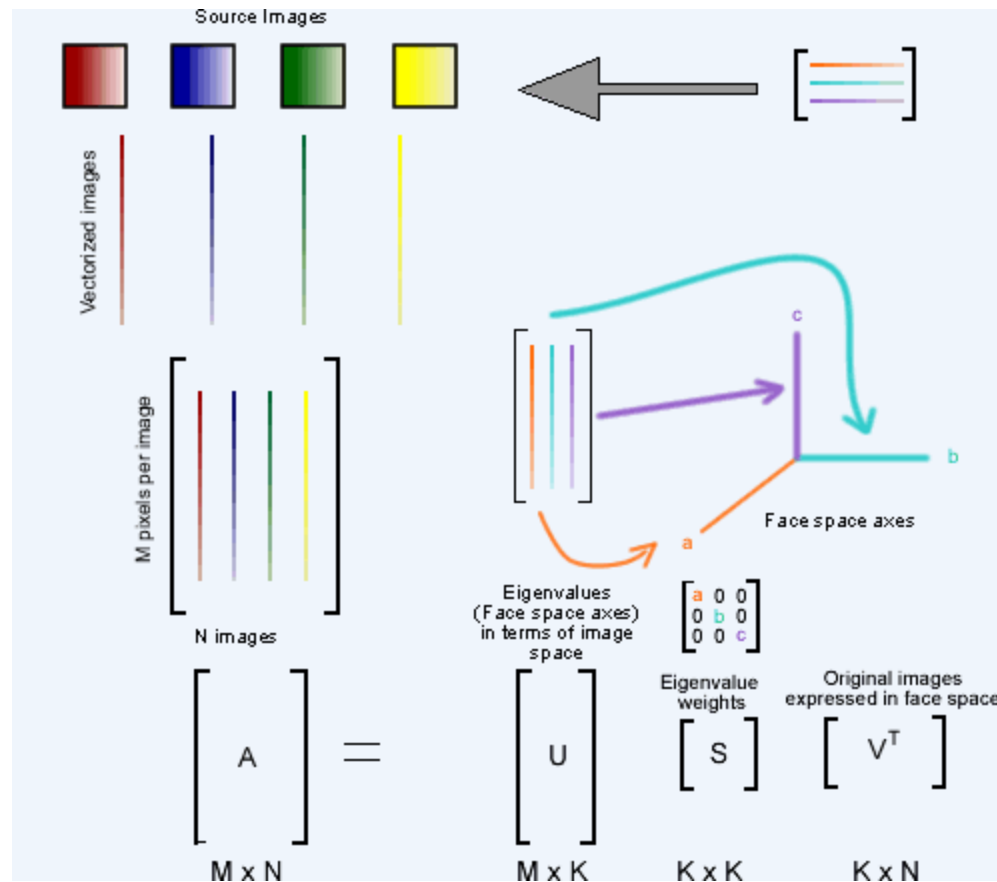 Source Images
Vectorized images
c
b
Face space axes
a
M pixels per image
N images
Eigenvalues
(Face space axes)
in terms of image
space
a 0 0
0 b 0
0 0 c
Eigenvalue
weights
Original images
expressed in face space
A = U S V^T
M x N M x K K x K K x N